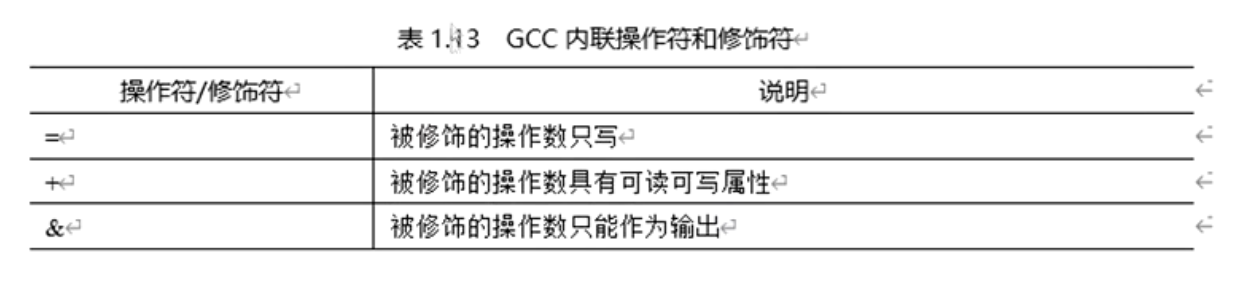 表 1.13 GCC 内联操作符和修饰符↵
操作符/修饰符↵ 说明↵ ↵
=↵ 被修饰的操作数只写↵ ↵
+↵ 被修饰的操作数具有可读可写属性↵ ↵
&↵ 被修饰的操作数只能作为输出↵ ↵